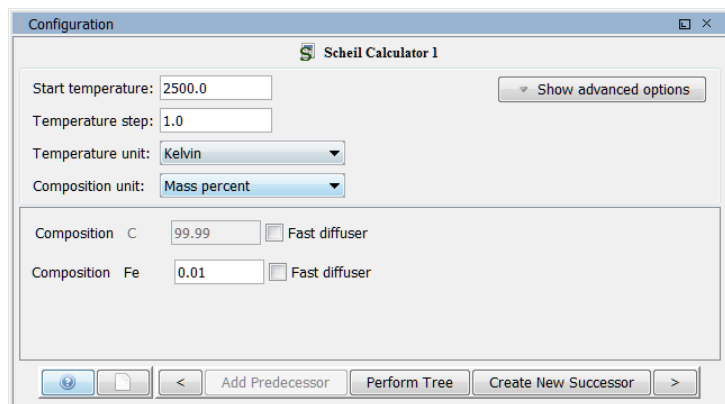 Configuration
Scheil Calculator 1
Start temperature: 2500.0
Show advanced options
Temperature step: 1.0
Temperature unit: Kelvin
Composition unit: Mass percent
Composition C 99.99 Fast diffuser
Composition Fe 0.01 Fast diffuser
< Add Predecessor Perform Tree Create New Successor >